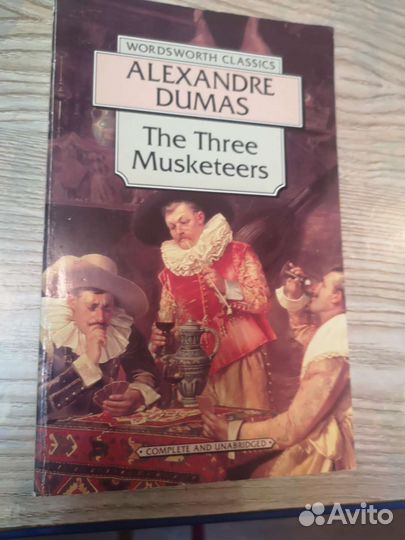 WORDSWORTH CLASSICS
ALEXANDRE
DUMAS
The Three
Musketeers
· COMPLETE AND UNABRIDGED ·
Avito